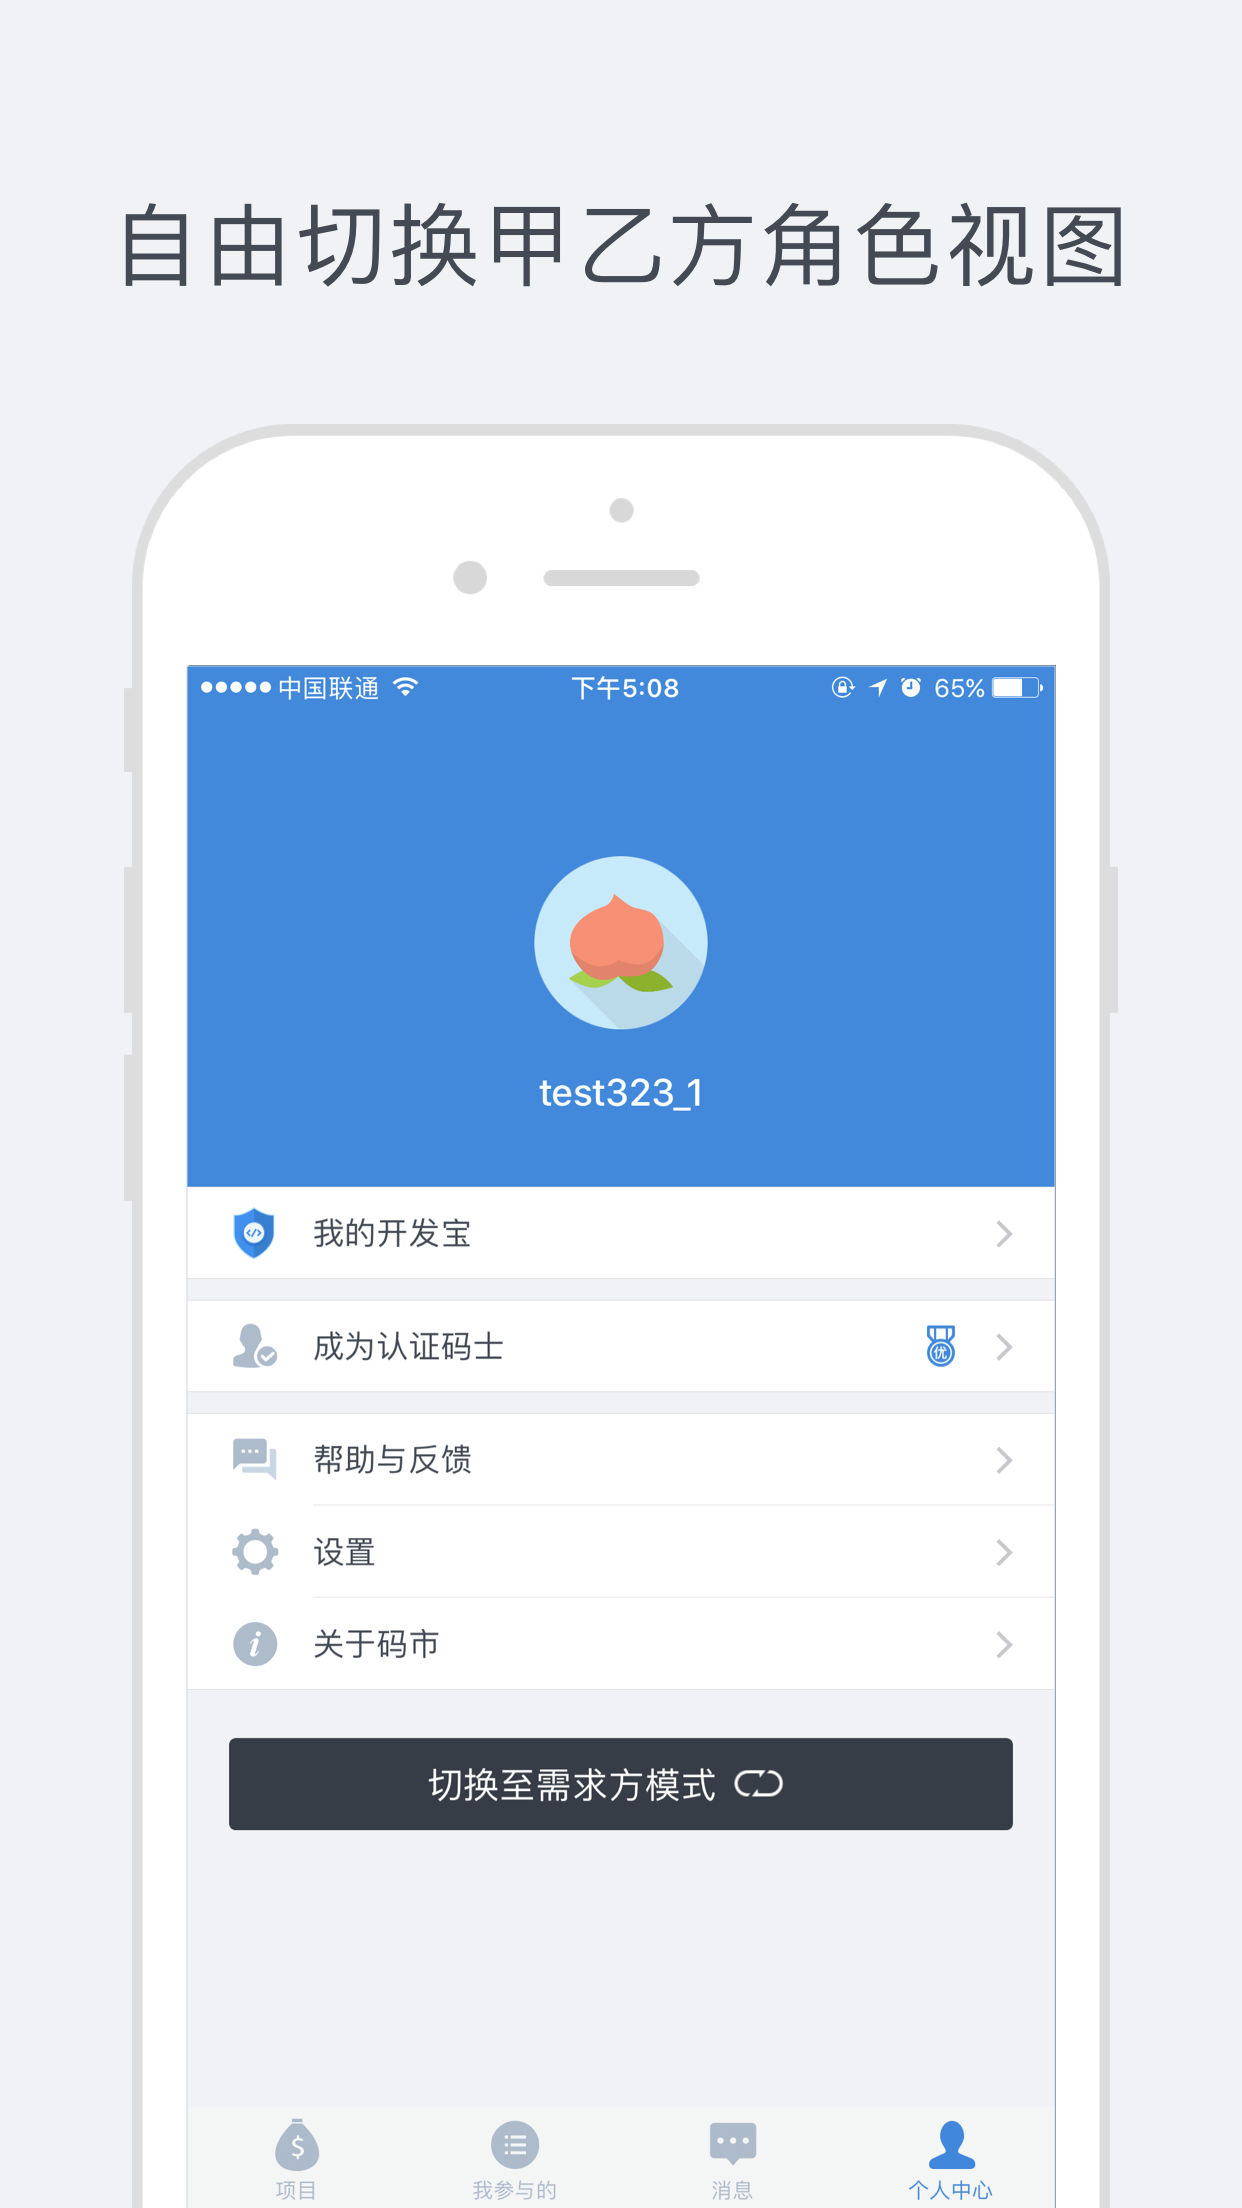 自由切换甲乙方角色视图
中国联通 下午5:08 65%
test323_1
我的开发宝
成为认证码士 优
帮助与反馈
设置
关于码市
切换至需求方模式
项目 我参与的 消息 个人中心